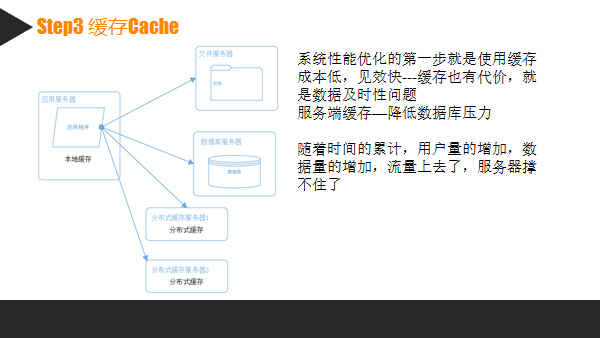 Step3 缓存Cache
文件服务器
文件
应用服务器
应用程序
本地缓存
数据库服务器
数据库
分布式缓存服务器1
分布式缓存
分布式缓存服务器2
分布式缓存
系统性能优化的第一步就是使用缓存
成本低，见效快---缓存也有代价，就
是数据及时性问题
服务端缓存—降低数据库压力
随着时间的累计，用户量的增加，数
据量的增加，流量上去了，服务器撑
不住了